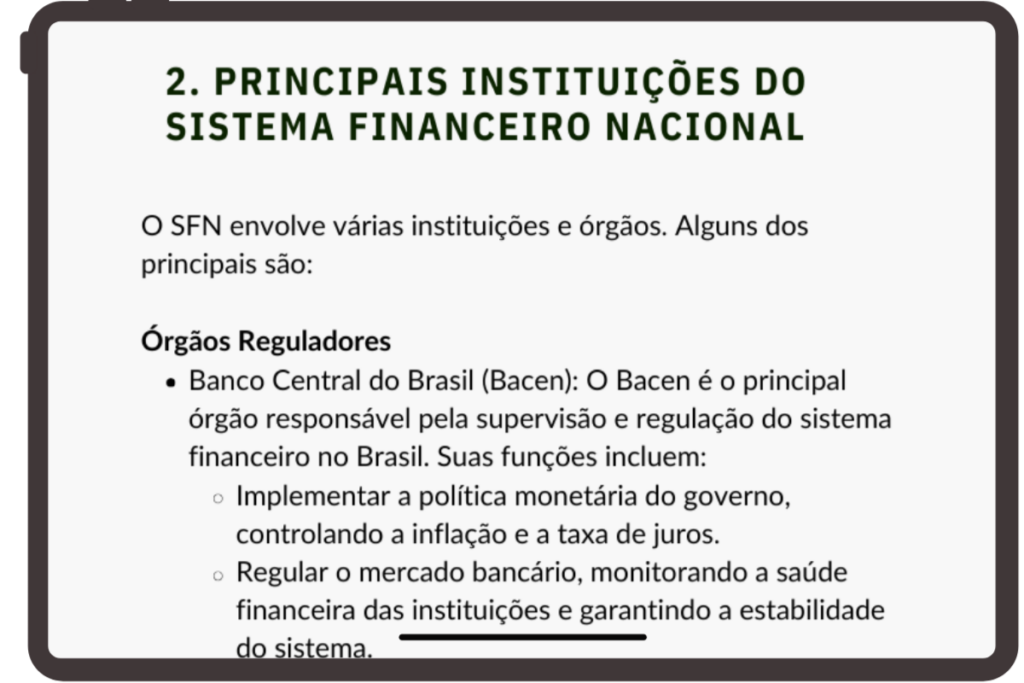 2. PRINCIPAIS INSTITUIÇÕES DO
SISTEMA FINANCEIRO NACIONAL
O SFN envolve várias instituições e órgãos. Alguns dos
principais são:
Órgãos Reguladores
• Banco Central do Brasil (Bacen): O Bacen é o principal
órgão responsável pela supervisão e regulação do sistema
financeiro no Brasil. Suas funções incluem:
○ Implementar a política monetária do governo,
controlando a inflação e a taxa de juros.
○ Regular o mercado bancário, monitorando a saúde
financeira das instituições e garantindo a estabilidade
do sistema.